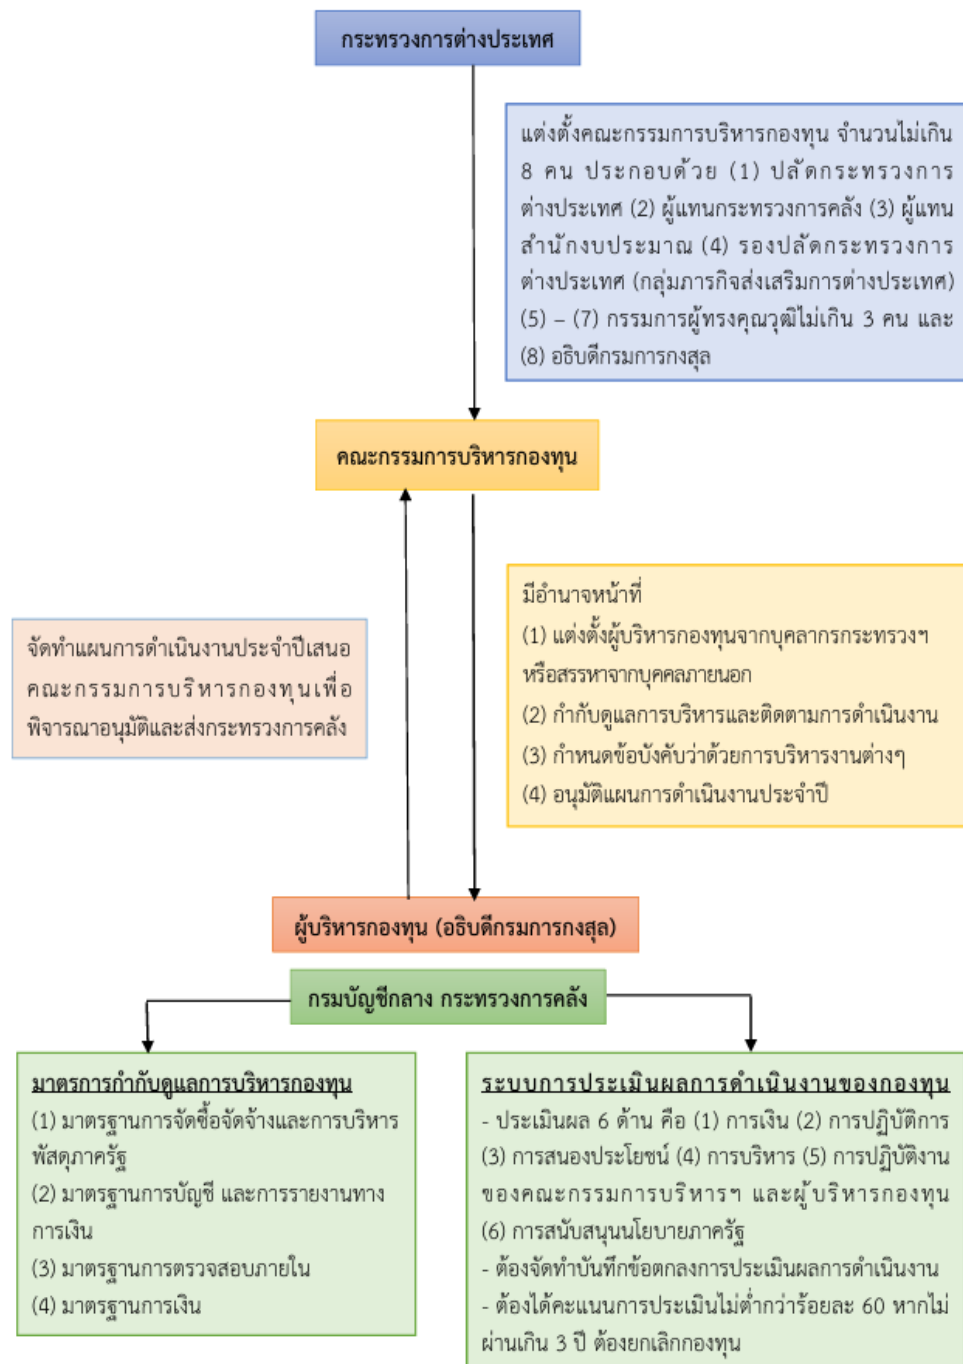 กระทรวงการต่างประเทศ
แต่งตั้งคณะกรรมการบริหารกองทุน จำนวนไม่เกิน
8 คน ประกอบด้วย (1) ปลัดกระทรวงการ
ต่างประเทศ (2) ผู้แทนกระทรวงการคลัง (3) ผู้แทน
สำนักงบประมาณ (4) รองปลัดกระทรวงการ
ต่างประเทศ (กลุ่มภารกิจส่งเสริมการต่างประเทศ)
(5) – (7) กรรมการผู้ทรงคุณวุฒิไม่เกิน 3 คน และ
(8) อธิบดีกรมการกงสุล
คณะกรรมการบริหารกองทุน
จัดทำแผนการดำเนินงานประจำปีเสนอ
คณะกรรมการบริหารกองทุนเพื่อ
พิจารณาอนุมัติและส่งกระทรวงการคลัง
มีอำนาจหน้าที่
(1) แต่งตั้งผู้บริหารกองทุนจากบุคลากรกระทรวงฯ
หรือสรรหาจากบุคคลภายนอก
(2) กำกับดูแลการบริหารและติดตามการดำเนินงาน
(3) กำหนดข้อบังคับว่าด้วยการบริหารงานต่างๆ
(4) อนุมัติแผนการดำเนินงานประจำปี
ผู้บริหารกองทุน (อธิบดีกรมการกงสุล)
กรมบัญชีกลาง กระทรวงการคลัง
มาตรการกำกับดูแลการบริหารกองทุน
(1) มาตรฐานการจัดซื้อจัดจ้างและการบริหาร
พัสดุภาครัฐ
(2) มาตรฐานการบัญชี และการรายงานทาง
การเงิน
(3) มาตรฐานการตรวจสอบภายใน
(4) มาตรฐานการเงิน
ระบบการประเมินผลการดำเนินงานของกองทุน
- ประเมินผล 6 ด้าน คือ (1) การเงิน (2) การปฏิบัติการ
(3) การสนองประโยชน์ (4) การบริหาร (5) การปฏิบัติงาน
ของคณะกรรมการบริหารฯ และผู้บริหารกองทุน
(6) การสนับสนุนนโยบายภาครัฐ
- ต้องจัดทำบันทึกข้อตกลงการประเมินผลการดำเนินงาน
- ต้องได้คะแนนการประเมินไม่ต่ำกว่าร้อยละ 60 หากไม่
ผ่านเกิน 3 ปี ต้องยกเลิกกองทุน